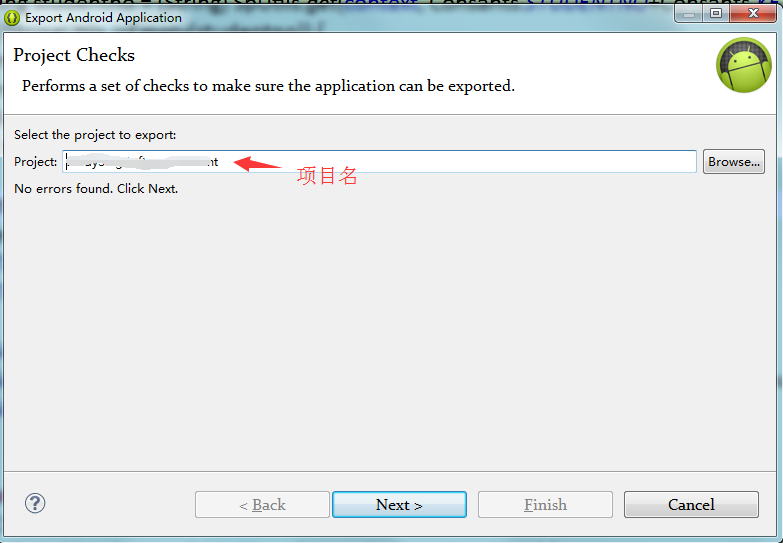 Export Android Application
Project Checks
Performs a set of checks to make sure the application can be exported.
Select the project to export:
Project:
Browse...
项目名
No errors found. Click Next.
< Back
Next >
Finish
Cancel